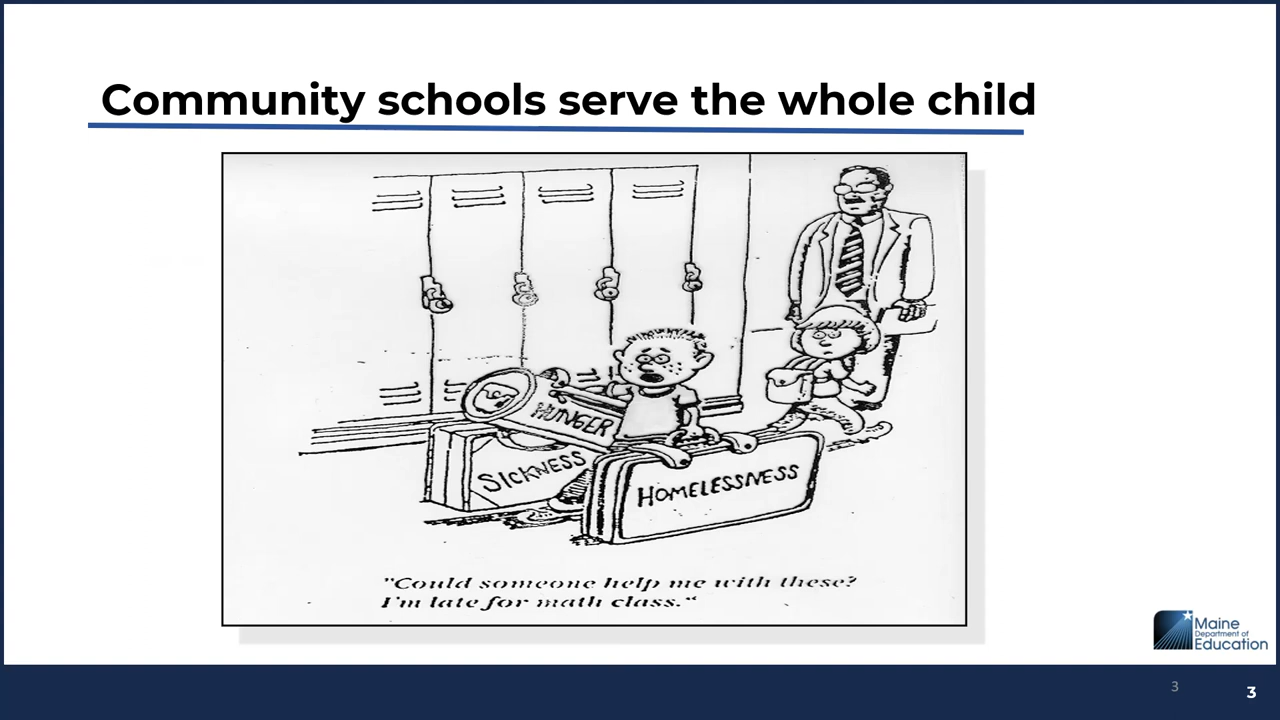 Community schools serve the whole child
HUNGER
SICKNESS
HOMELESSNESS
"Could someone help me with these?
I'm late for math class."
Maine
Department of
Education
3
3